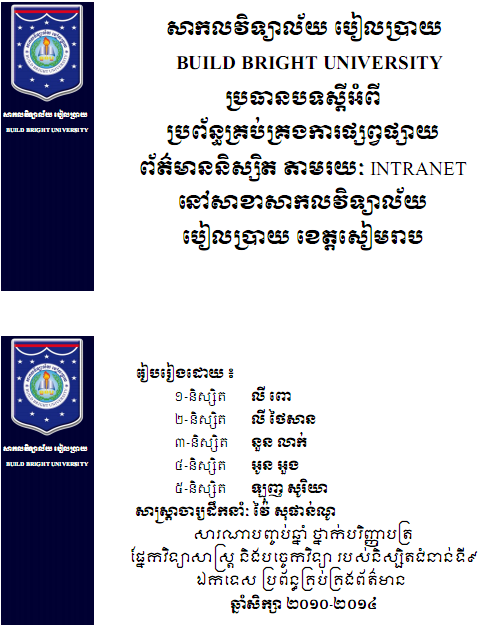 សាកលវិទ្យាល័យ បៀលប្រាយ
BUILD BRIGHT UNIVERSITY
ប្រធានបទស្តីអំពី
ប្រព័ន្ធគ្រប់គ្រងការផ្សព្វផ្សាយ
ព័ត៌មាននិស្សិត តាមរយៈ INTRANET
នៅសាខាសាកលវិទ្យាល័យ
បៀលប្រាយ ខេត្តសៀមរាប
សាកលវិទ្យាល័យ បៀលប្រាយ
BUILD BRIGHT UNIVERSITY
រៀបរៀងដោយ ៖
១-និស្សិត លី ពោ
២-និស្សិត លី ថៃសាន
៣-និស្សិត នួន លាក់
៤-និស្សិត អូន អួង
៥-និស្សិត ឡុញ សូរិយា
សាស្ត្រាចារ្យដឹកនាំ: វ៉ៃ សុផាន់ណូ
សារណាបញ្ចប់ឆ្នាំ ថ្នាក់បរិញ្ញាបត្រ
ផ្នែកវិទ្យាសាស្ត្រ និងបច្ចេកវិទ្យា របស់និស្សិតជំនាន់ទី៩
ឯកទេស ប្រព័ន្ធគ្រប់គ្រងព័ត៌មាន
ឆ្នាំសិក្សា ២០១០-២០១៤
សាកលវិទ្យាល័យ បៀលប្រាយ
BUILD BRIGHT UNIVERSITY